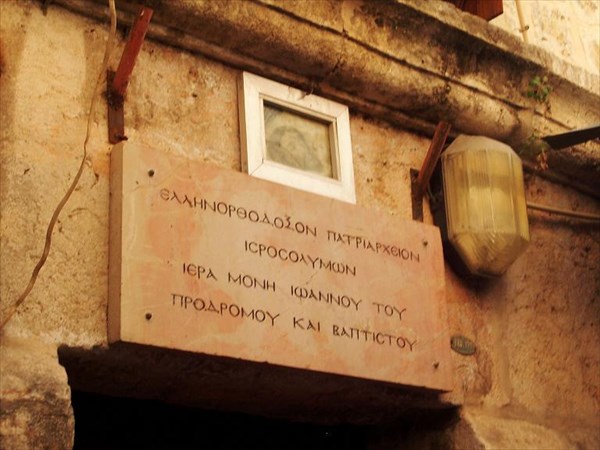 ΕΛΛΗΝΟΡΘΟΔΟΞΟΝ ΠΑΤΡΙΑΡΧΕΙΟΝ
ΙΕΡΟΣΟΛΥΜΩΝ
ΙΕΡΑ ΜΟΝΗ ΙΩΑΝΝΟΥ ΤΟΥ
ΠΡΟΔΡΟΜΟΥ ΚΑΙ ΒΑΠΤΙΣΤΟΥ